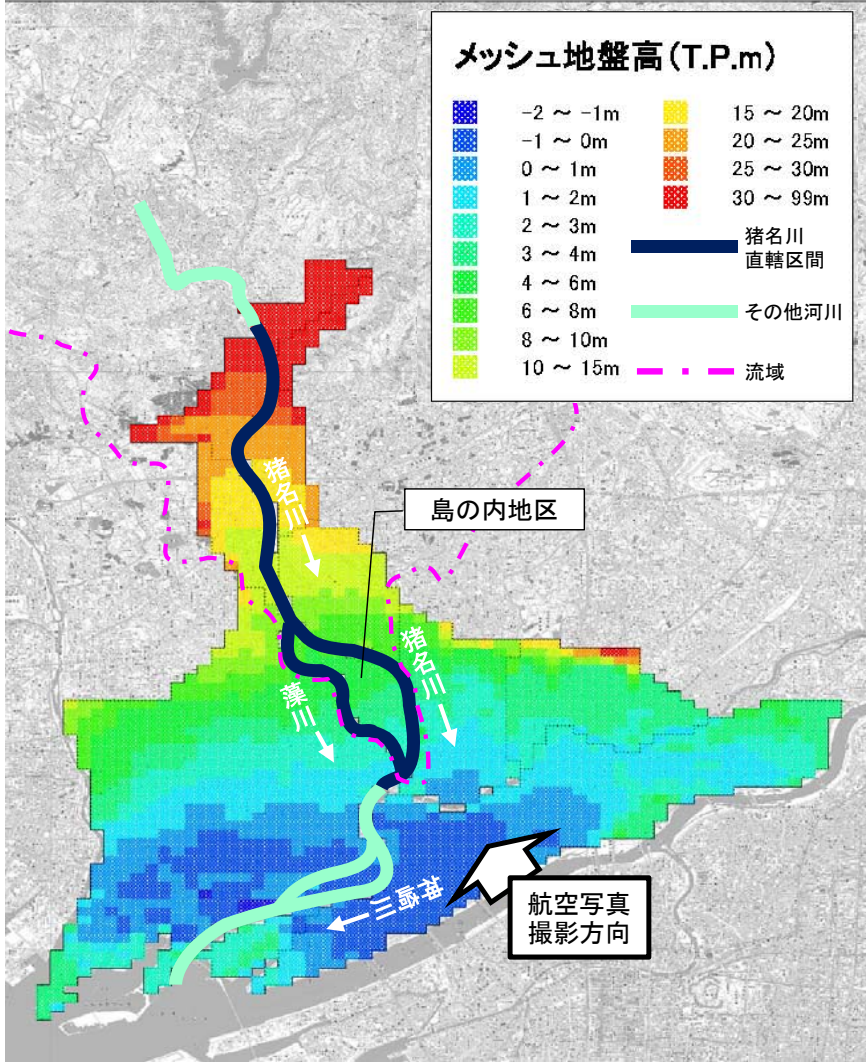 メッシュ地盤高(T.P.m)
-2 ～ -1m
-1 ～ 0m
0 ～ 1m
1 ～ 2m
2 ～ 3m
3 ～ 4m
4 ～ 6m
6 ～ 8m
8 ～ 10m
10 ～ 15m
15 ～ 20m
20 ～ 25m
25 ～ 30m
30 ～ 99m
猪名川
直轄区間
その他河川
流域
猪名川
島の内地区
猪名川
藻川
神崎川
航空写真
撮影方向